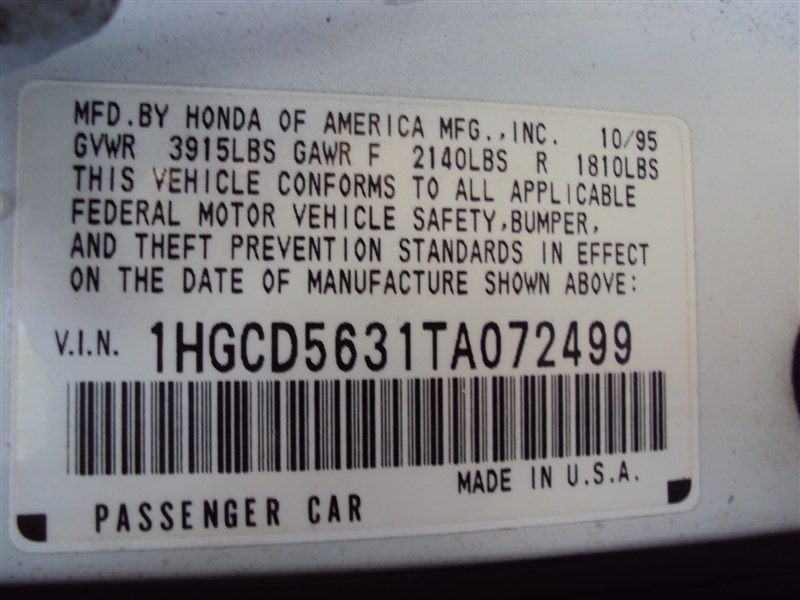 MFD.BY HONDA OF AMERICA MFG.,INC. 10/95
GVWR 3915LBS GAWR F 2140LBS R 1810LBS
THIS VEHICLE CONFORMS TO ALL APPLICABLE
FEDERAL MOTOR VEHICLE SAFETY,BUMPER,
AND THEFT PREVENTION STANDARDS IN EFFECT
ON THE DATE OF MANUFACTURE SHOWN ABOVE:
V.I.N. 1HGCD5631TA072499
MADE IN U.S.A.
PASSENGER CAR